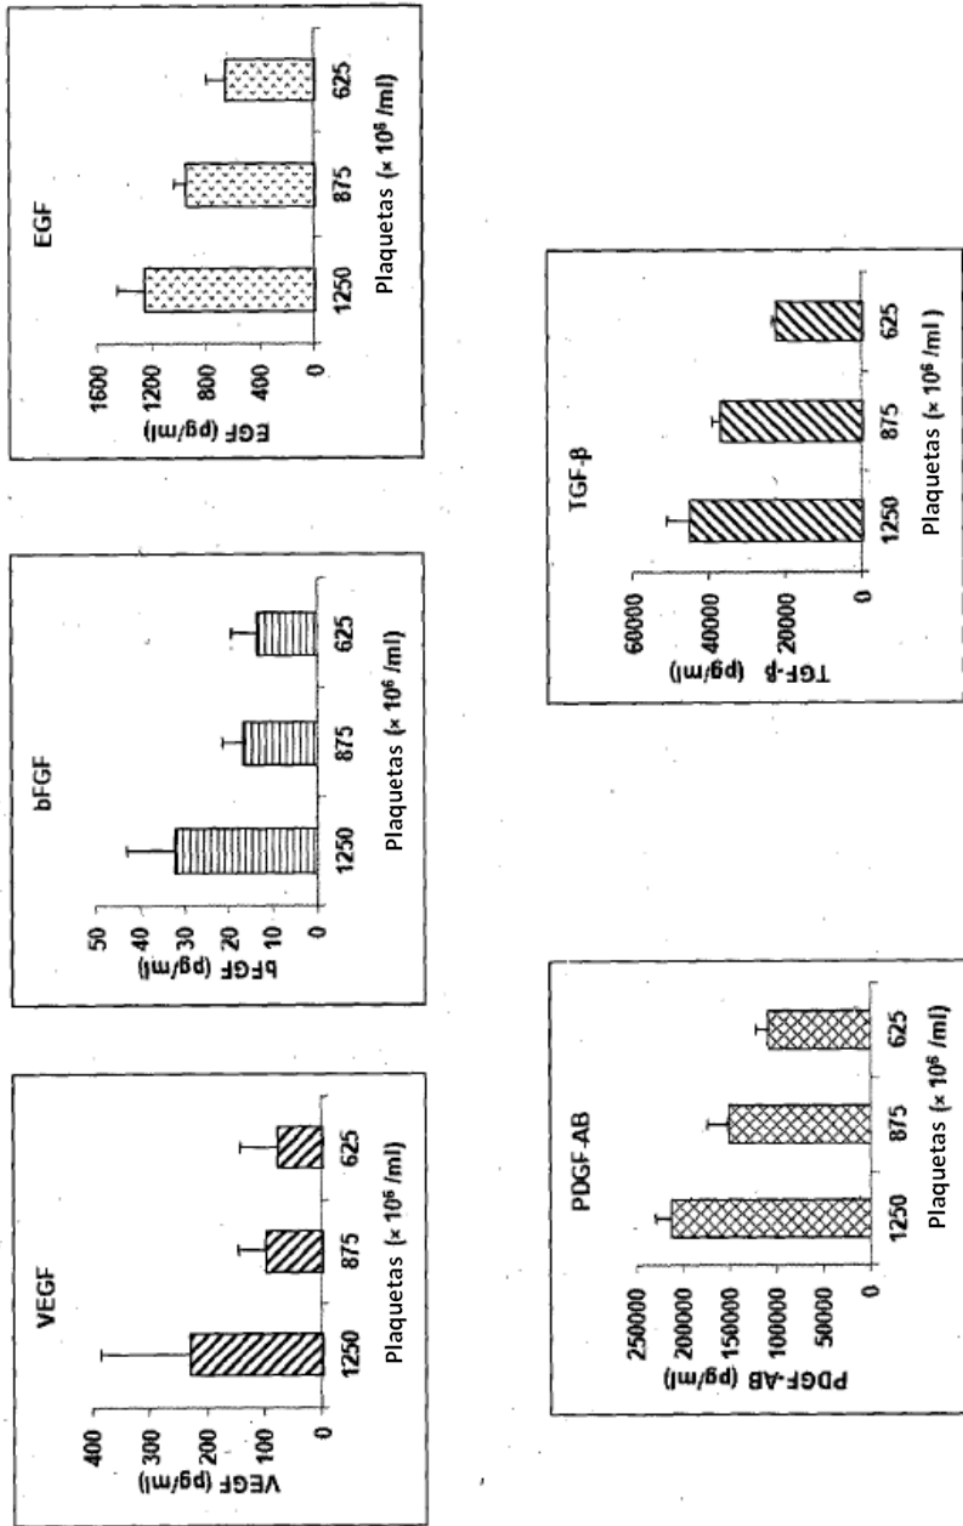 VEGF
VEGF (pg/ml)
400
300
200
100
0
1250 875 625
Plaquetas (× 10⁶ /ml)
bFGF
bFGF (pg/ml)
50
40
30
20
10
0
1250 875 625
Plaquetas (× 10⁶ /ml)
EGF
EGF (pg/ml)
1600
1200
800
400
0
1250 875 625
Plaquetas (× 10⁶ /ml)
PDGF-AB
PDGF-AB (pg/ml)
250000
200000
150000
100000
50000
0
1250 875 625
Plaquetas (× 10⁶ /ml)
TGF-β
TGF-β (pg/ml)
60000
40000
20000
0
1250 875 625
Plaquetas (× 10⁶ /ml )